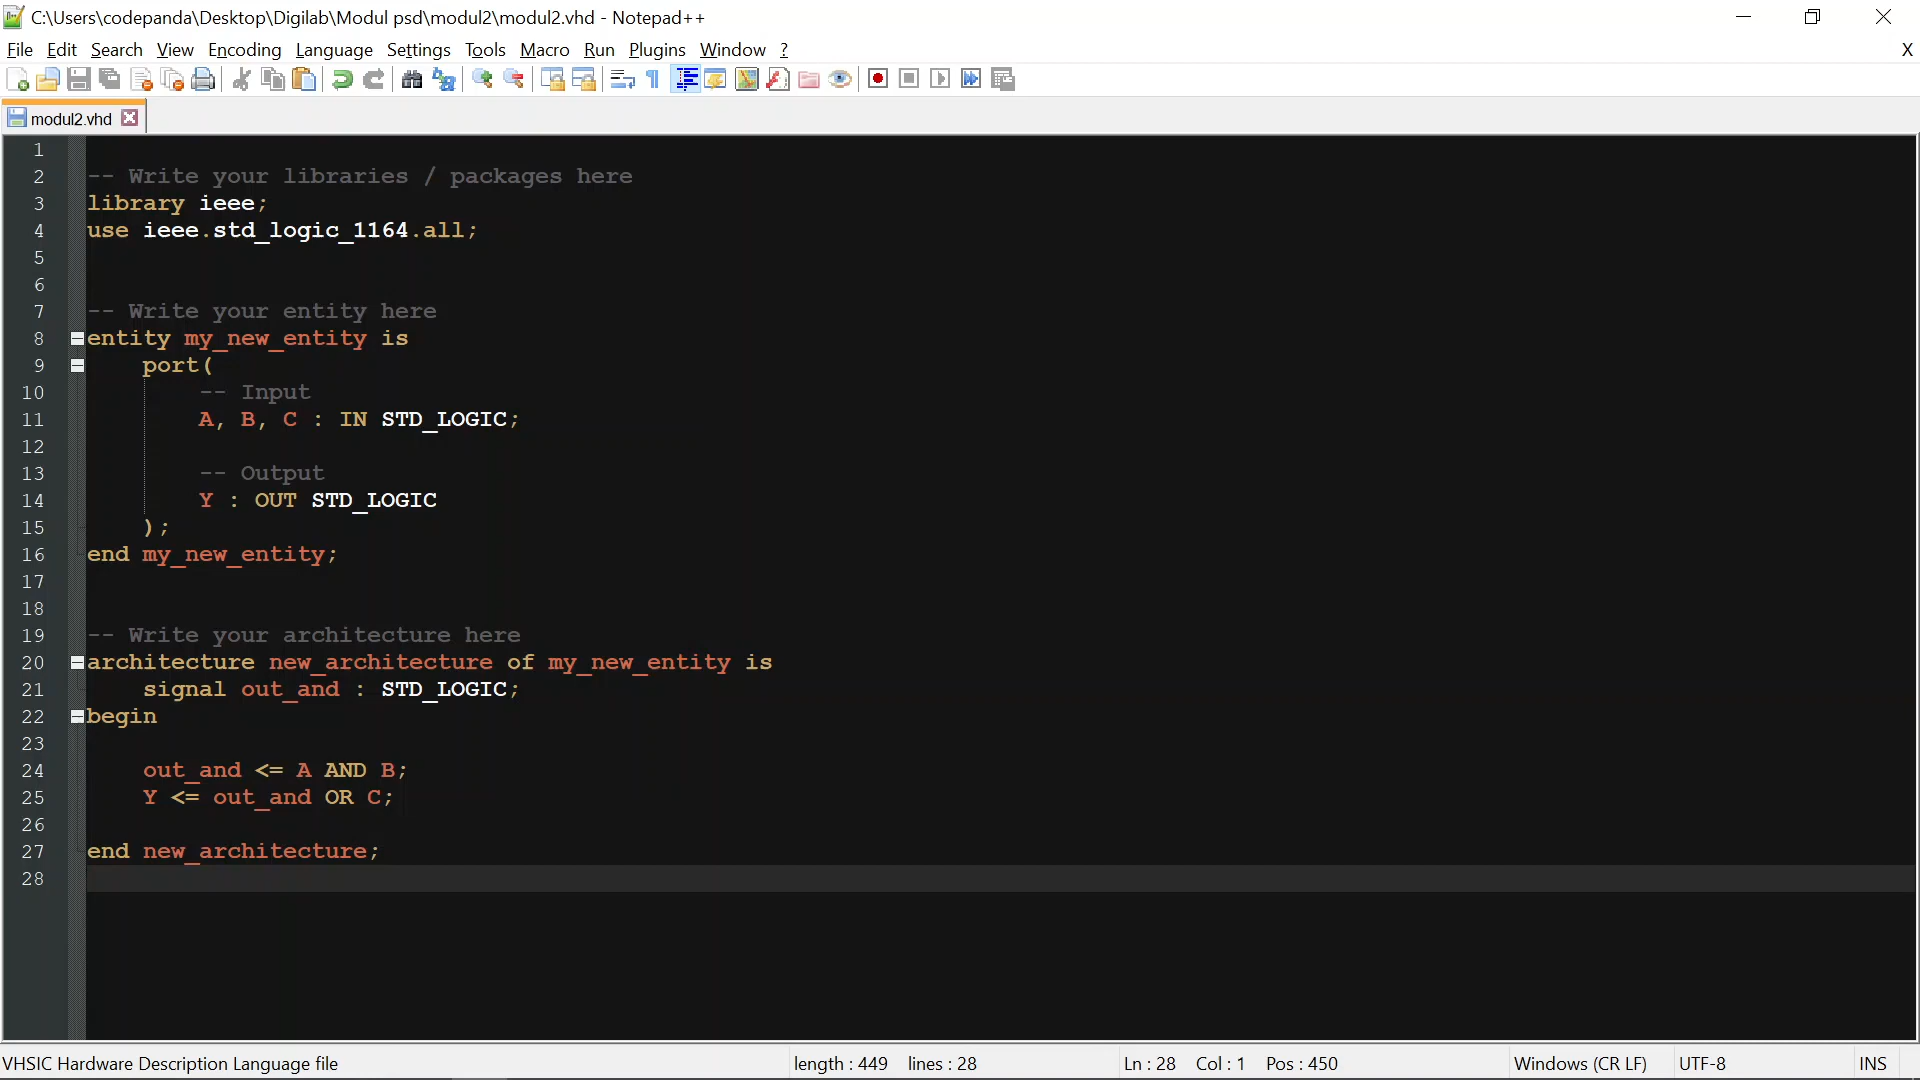 C:\Users\codepanda\Desktop\Digilab\Modul psd\modul2\modul2.vhd - Notepad++
File Edit Search View Encoding Language Settings Tools Macro Run Plugins Window ? X
modul2.vhd
1
2 -- Write your libraries / packages here
3 library ieee;
4 use ieee.std_logic_1164.all;
5
6
7 -- Write your entity here
8 entity my_new_entity is
9 port(
10 -- Input
11 A, B, C : IN STD_LOGIC;
12
13 -- Output
14 Y : OUT STD_LOGIC
15 );
16 end my_new_entity;
17
18
19 -- Write your architecture here
20 architecture new_architecture of my_new_entity is
21 signal out_and : STD_LOGIC;
22 begin
23
24 out_and <= A AND B;
25 Y <= out_and OR C;
26
27 end new_architecture;
28
VHSIC Hardware Description Language file length : 449 lines : 28 Ln : 28 Col : 1 Pos : 450 Windows (CR LF) UTF-8 INS